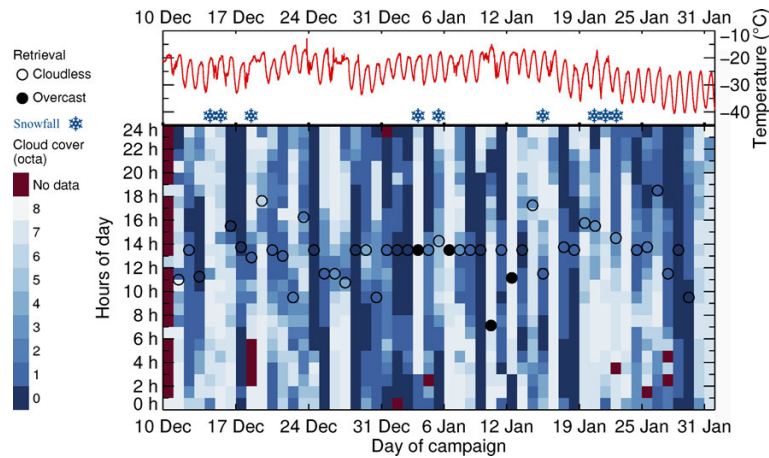 10 Dec 17 Dec 24 Dec 31 Dec 6 Jan 12 Jan 19 Jan 25 Jan 31 Jan
−10
−20
−30
−40
Temperature (°C)
Retrieval
Cloudless
Overcast
Snowfall
Cloud cover
(octa)
No data
8
7
6
5
4
3
2
1
0
Hours of day
24 h
22 h
20 h
18 h
16 h
14 h
12 h
10 h
8 h
6 h
4 h
2 h
0 h
10 Dec 17 Dec 24 Dec 31 Dec 6 Jan 12 Jan 19 Jan 25 Jan 31 Jan
Day of campaign